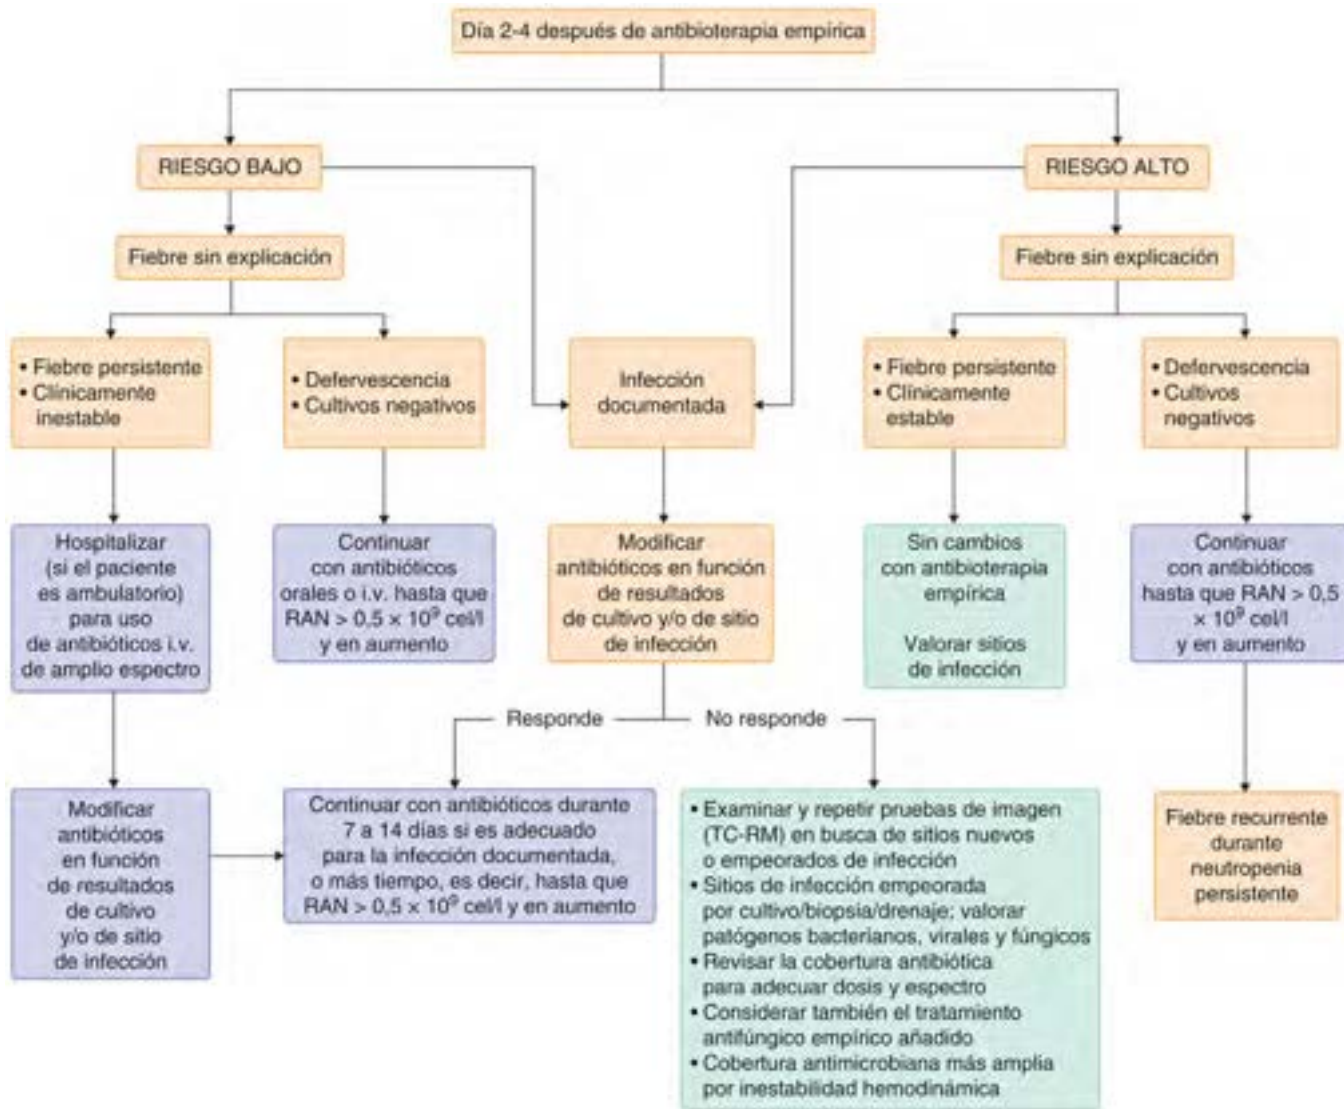 Día 2-4 después de antibioterapia empírica
RIESGO BAJO
RIESGO ALTO
Fiebre sin explicación
Fiebre sin explicación
• Fiebre persistente
• Clínicamente
inestable
• Defervescencia
• Cultivos negativos
Infección
documentada
• Fiebre persistente
• Clínicamente
estable
• Defervescencia
• Cultivos
negativos
Hospitalizar
(si el paciente
es ambulatorio)
para uso
de antibióticos i.v.
de amplio espectro
Continuar
con antibióticos
orales o i.v. hasta que
RAN > 0,5 × 10⁹ cel/l
y en aumento
Modificar
antibióticos en función
de resultados
de cultivo y/o de sitio
de infección
Sin cambios
con antibioterapia
empírica
Valorar sitios
de infección
Continuar
con antibióticos
hasta que RAN > 0,5
× 10⁹ cel/l
y en aumento
Responde
No responde
Modificar
antibióticos
en función
de resultados
de cultivo
y/o de sitio
de infección
Continuar con antibióticos durante
7 a 14 días si es adecuado
para la infección documentada,
o más tiempo, es decir, hasta que
RAN > 0,5 × 10⁹ cel/l y en aumento
• Examinar y repetir pruebas de imagen
(TC-RM) en busca de sitios nuevos
o empeorados de infección
• Sitios de infección empeorada
por cultivo/biopsia/drenaje; valorar
patógenos bacterianos, virales y fúngicos
• Revisar la cobertura antibiótica
para adecuar dosis y espectro
• Considerar también el tratamiento
antifúngico empírico añadido
• Cobertura antimicrobiana más amplia
por inestabilidad hemodinámica
Fiebre recurrente
durante
neutropenia
persistente